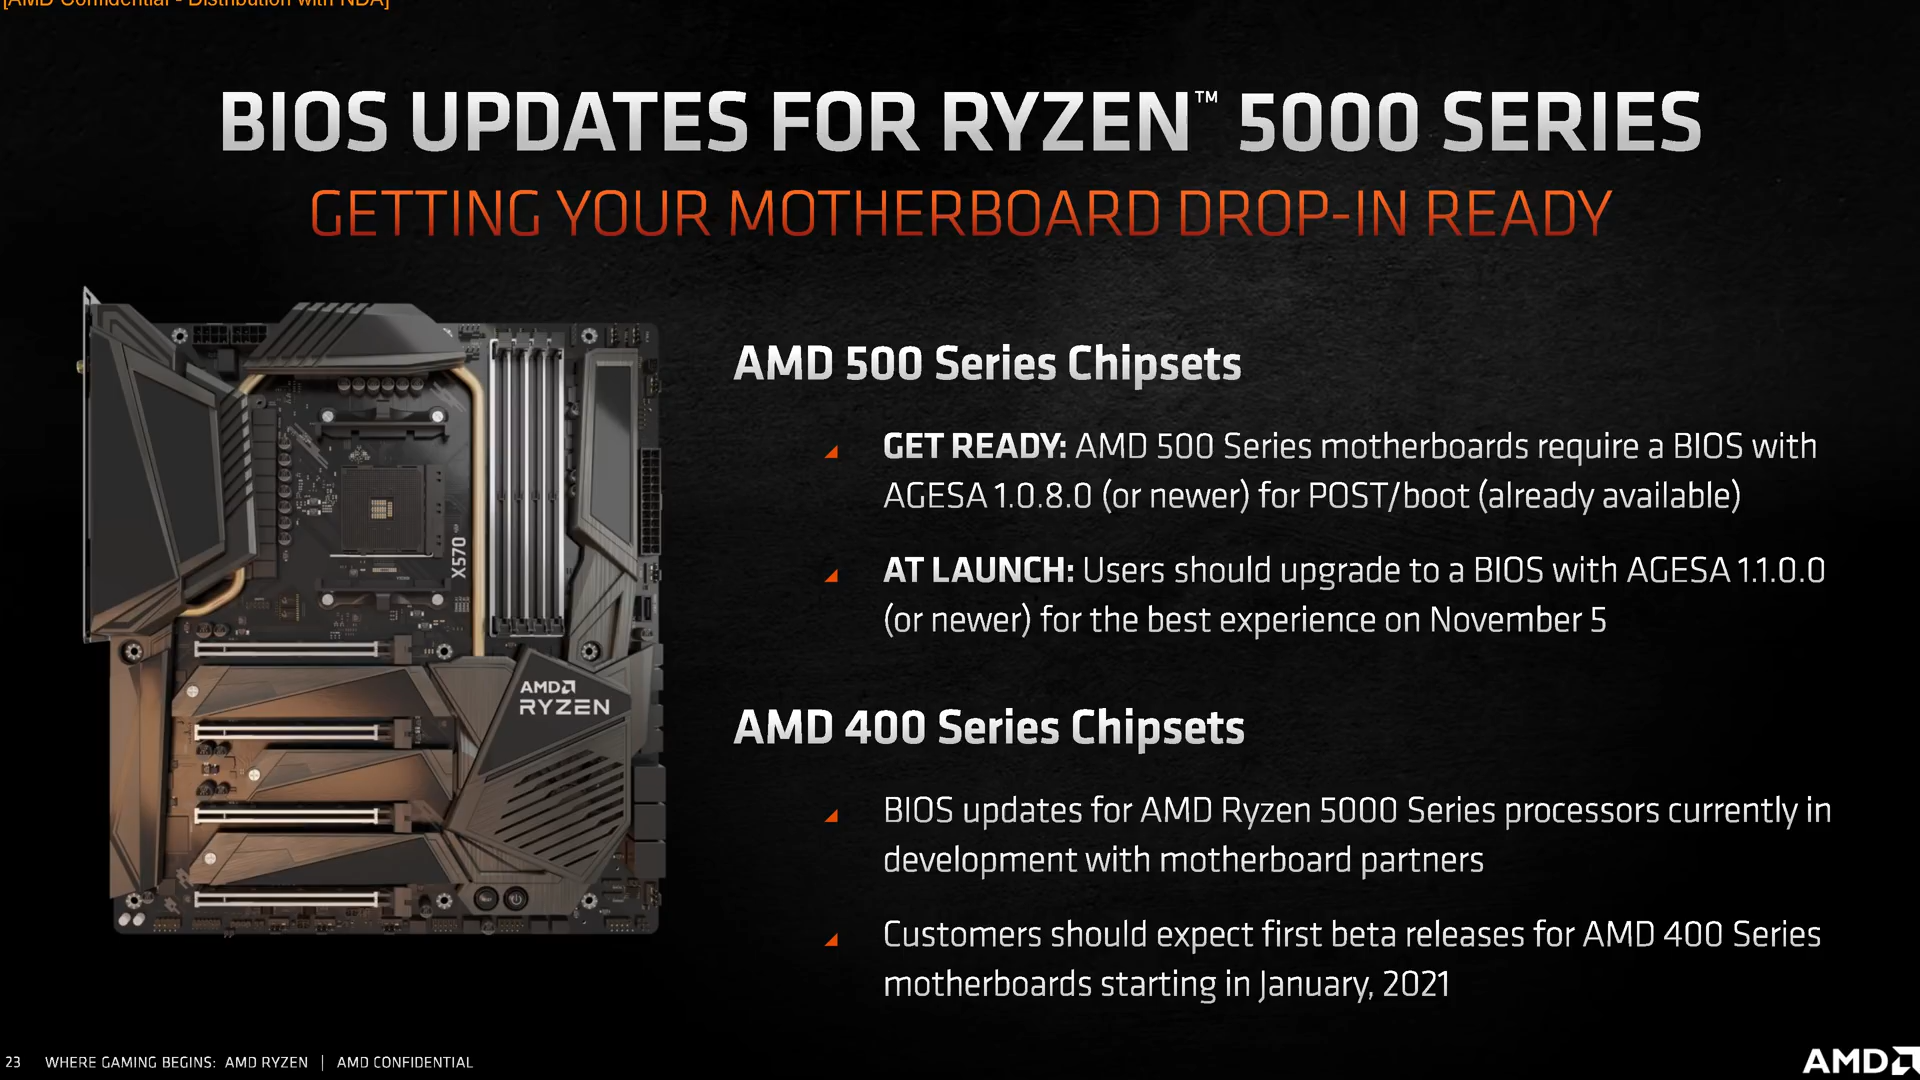 [AMD Confidential - Distribution with NDA]
BIOS UPDATES FOR RYZEN™ 5000 SERIES
GETTING YOUR MOTHERBOARD DROP-IN READY
AMD 500 Series Chipsets
GET READY: AMD 500 Series motherboards require a BIOS with
AGESA 1.0.8.0 (or newer) for POST/boot (already available)
AT LAUNCH: Users should upgrade to a BIOS with AGESA 1.1.0.0
(or newer) for the best experience on November 5
X570
AMD
RYZEN
AMD 400 Series Chipsets
BIOS updates for AMD Ryzen 5000 Series processors currently in
development with motherboard partners
Customers should expect first beta releases for AMD 400 Series
motherboards starting in January, 2021
23 WHERE GAMING BEGINS: AMD RYZEN | AMD CONFIDENTIAL
AMD